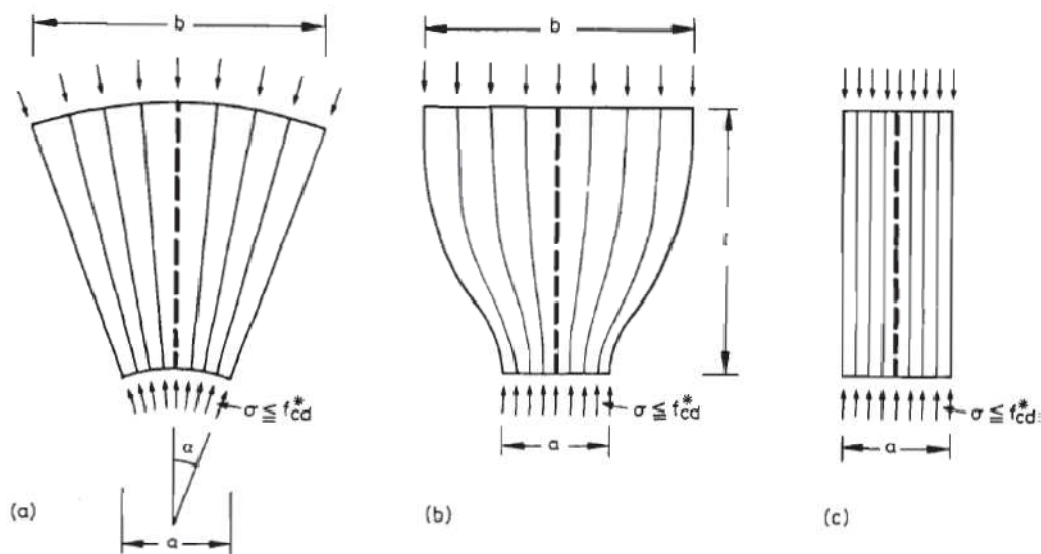 b
b
σ ≦ f*cd
α
a
(a)
σ ≦ f*cd
a
(b)
σ ≦ f*cd
a
(c)